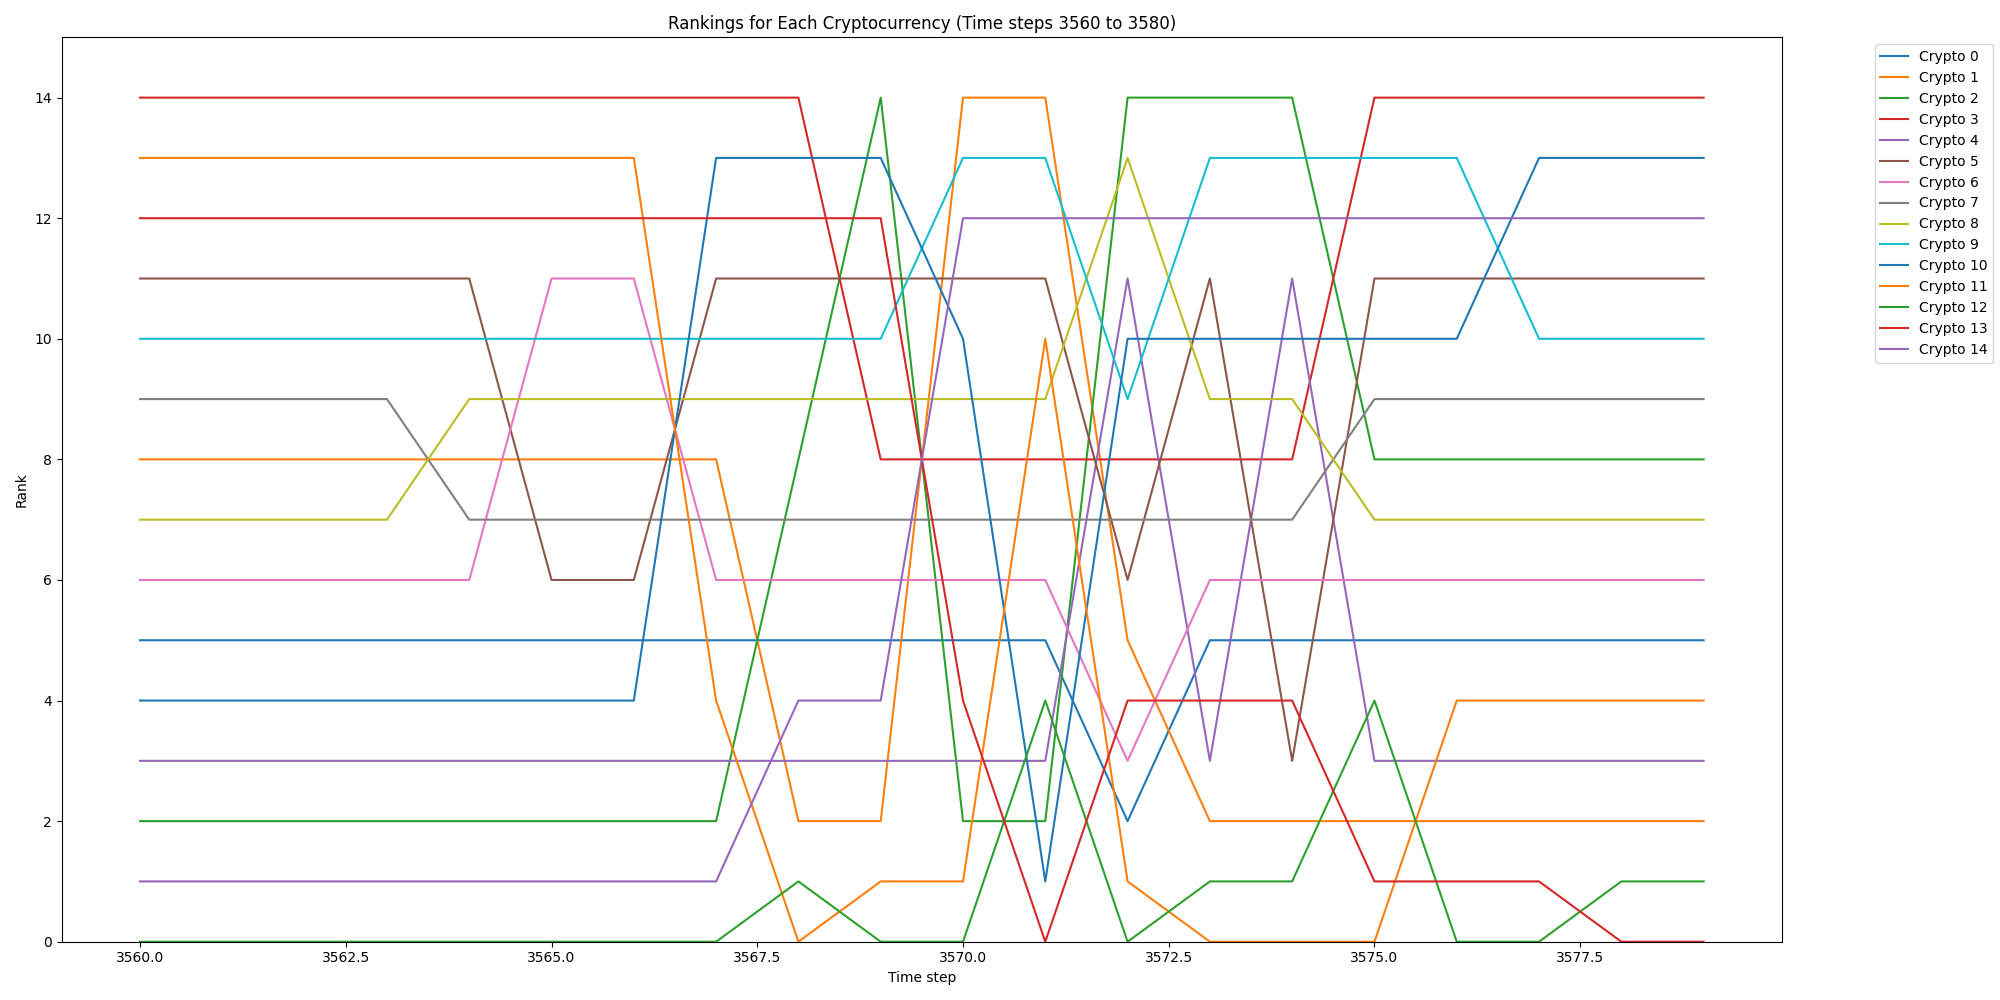 Rankings for Each Cryptocurrency (Time steps 3560 to 3580)
Rank
14
12
10
8
6
4
2
0
3560.0 3562.5 3565.0 3567.5 3570.0 3572.5 3575.0 3577.5
Time step
Crypto 0
Crypto 1
Crypto 2
Crypto 3
Crypto 4
Crypto 5
Crypto 6
Crypto 7
Crypto 8
Crypto 9
Crypto 10
Crypto 11
Crypto 12
Crypto 13
Crypto 14